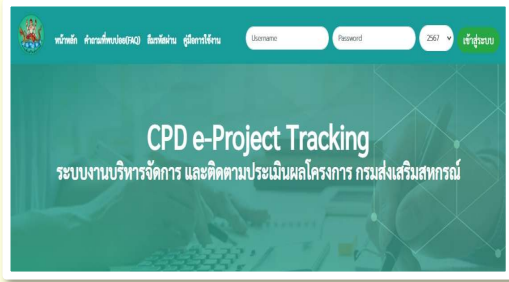 หน้าหลัก คำถามที่พบบ่อย(FAQ) ลืมรหัสผ่าน คู่มือการใช้งาน Username Password 2567 เข้าสู่ระบบ
CPD e-Project Tracking
ระบบงานบริหารจัดการ และติดตามประเมินผลโครงการ กรมส่งเสริมสหกรณ์